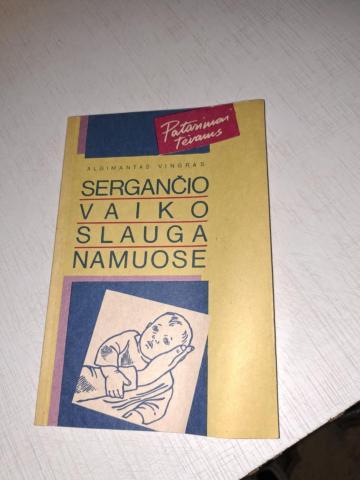 Patarimai
tėvams
ALGIMANTAS VINGRAS
SERGANČIO
VAIKO
SLAUGA
NAMUOSE